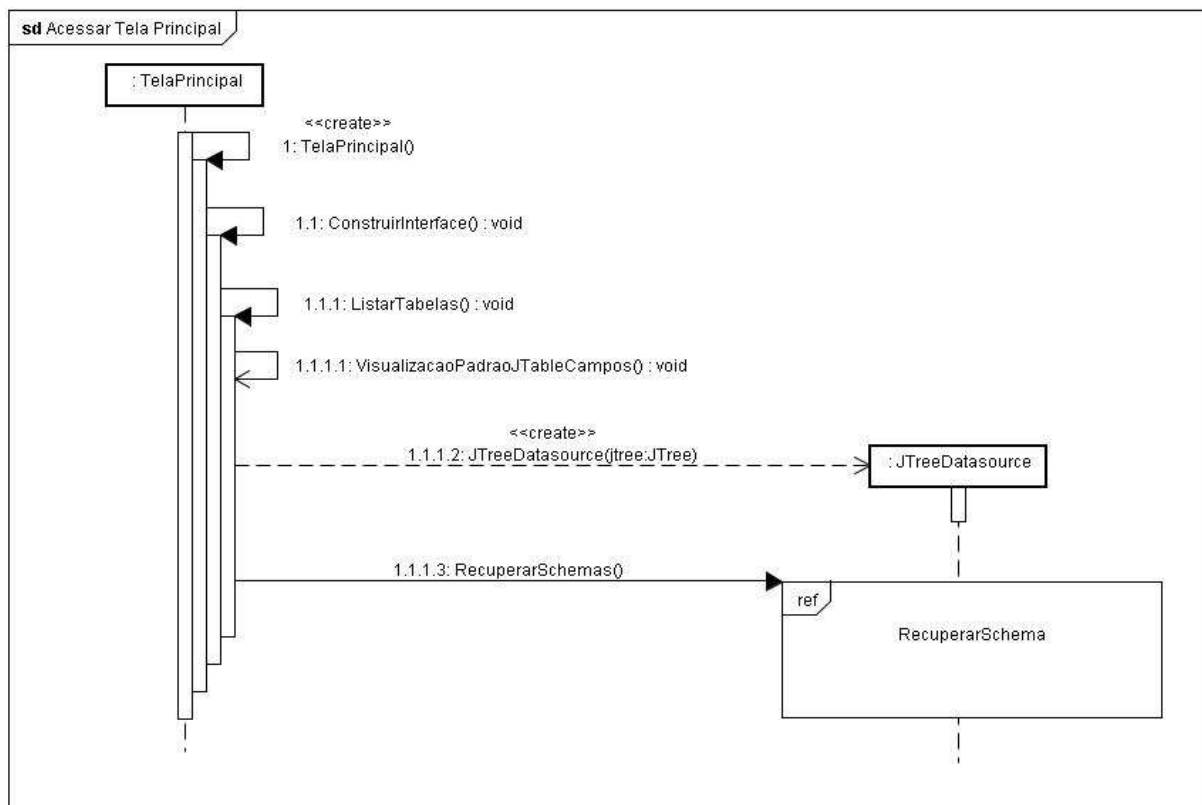 sd Acessar Tela Principal
: TelaPrincipal
<<create>>
1: TelaPrincipal()
1.1: ConstruirInterface() : void
1.1.1: ListarTabelas() : void
1.1.1.1: VisualizacaoPadraoJTableCampos() : void
<<create>>
1.1.1.2: JTreeDatasource(jtree:JTree)
: JTreeDatasource
1.1.1.3: RecuperarSchemas()
ref
RecuperarSchema